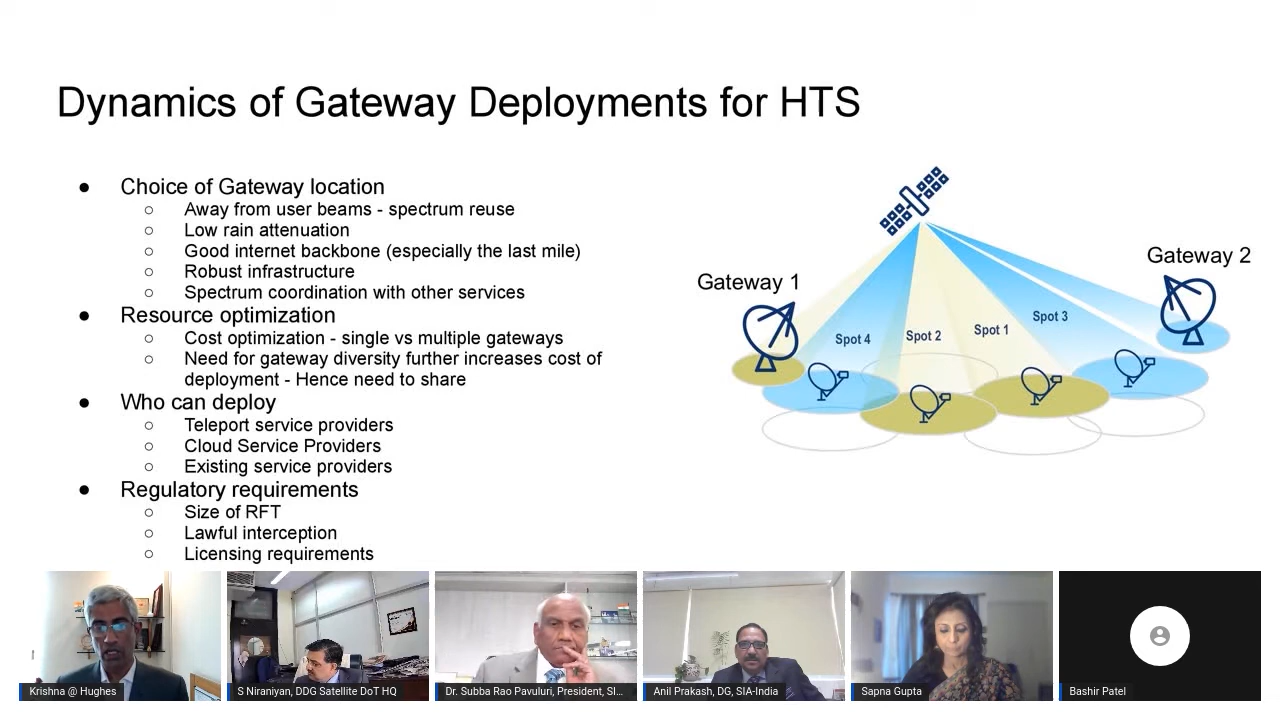 Dynamics of Gateway Deployments for HTS
● Choice of Gateway location
○ Away from user beams - spectrum reuse
○ Low rain attenuation
○ Good internet backbone (especially the last mile)
○ Robust infrastructure
○ Spectrum coordination with other services
● Resource optimization
○ Cost optimization - single vs multiple gateways
○ Need for gateway diversity further increases cost of
deployment - Hence need to share
● Who can deploy
○ Teleport service providers
○ Cloud Service Providers
○ Existing service providers
● Regulatory requirements
○ Size of RFT
○ Lawful interception
○ Licensing requirements
Gateway 1
Gateway 2
Spot 4
Spot 2
Spot 1
Spot 3
Krishna @ Hughes
S Niraniyan, DDG Satellite DoT HQ
Dr. Subba Rao Pavuluri, President, SI...
Anil Prakash, DG, SIA-India
Sapna Gupta
Bashir Patel